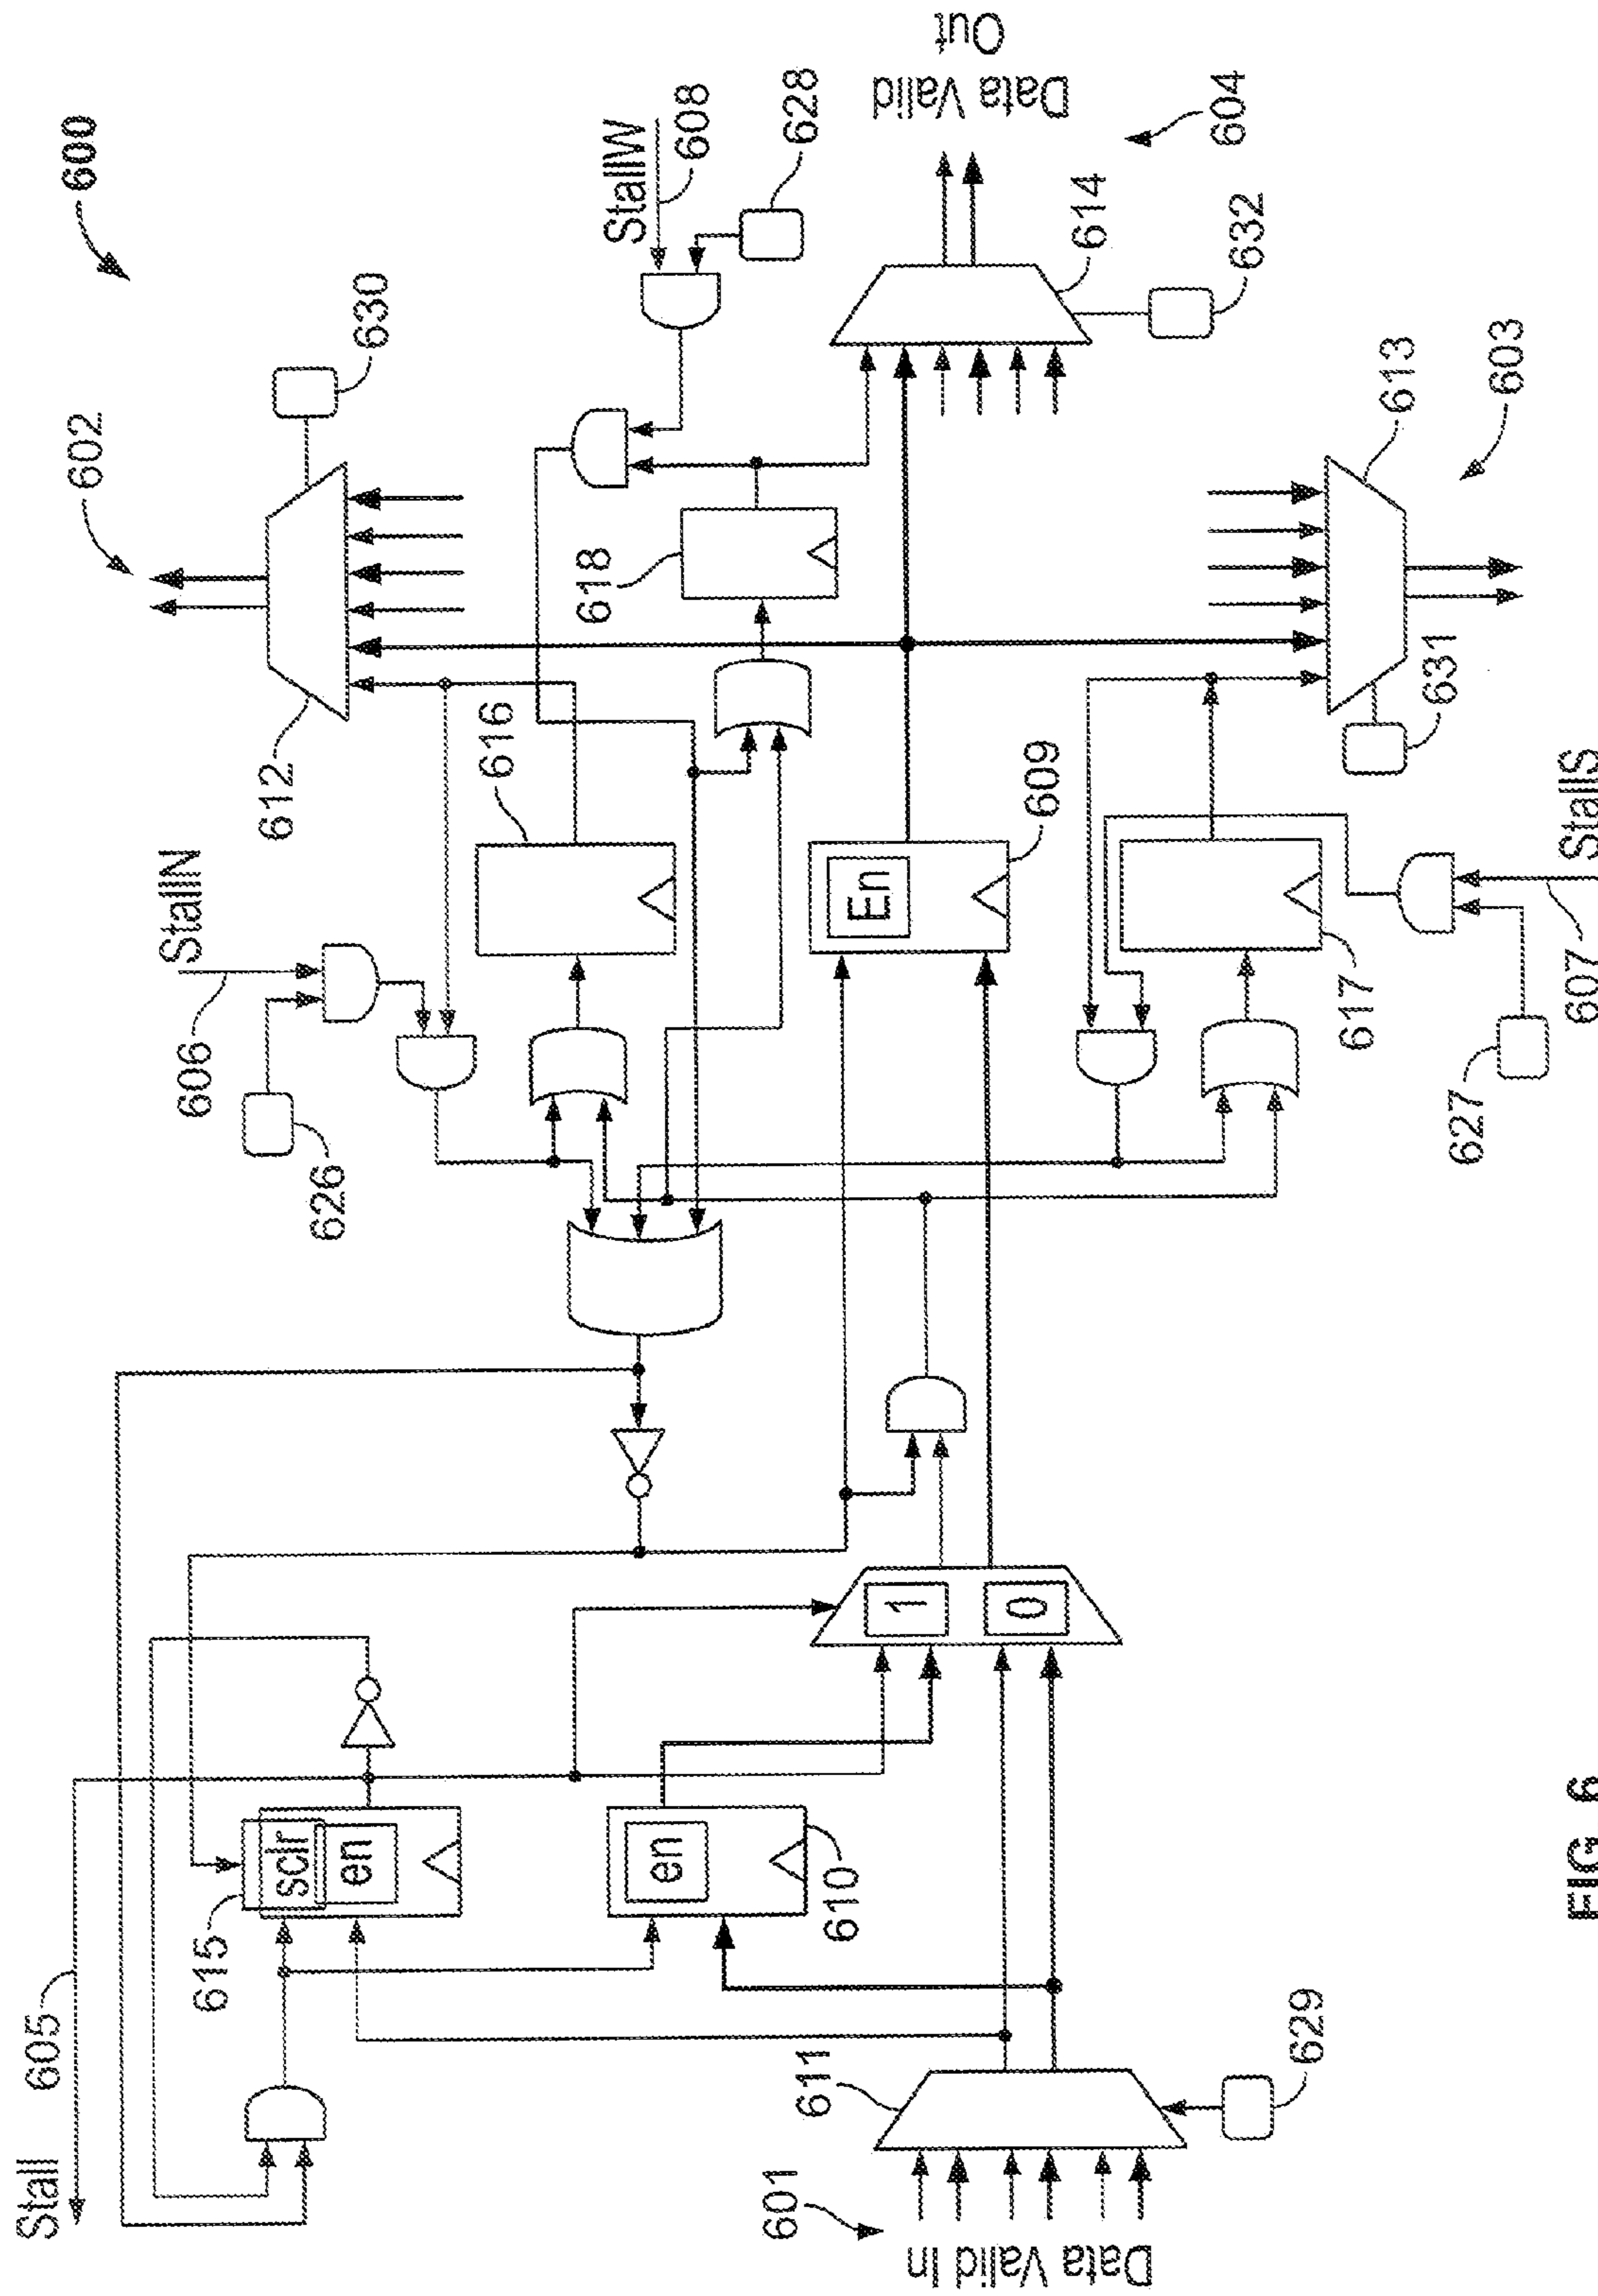 Stall
605
600
602
StallN
606
615
612
sclr
626
en
630
616
618
StallW
en
608
601
Data Valid In
628
611
610
En
1
Data Valid
Out
0
609
614
604
632
629
617
613
631
627
603
607
StallS
FIG. 6